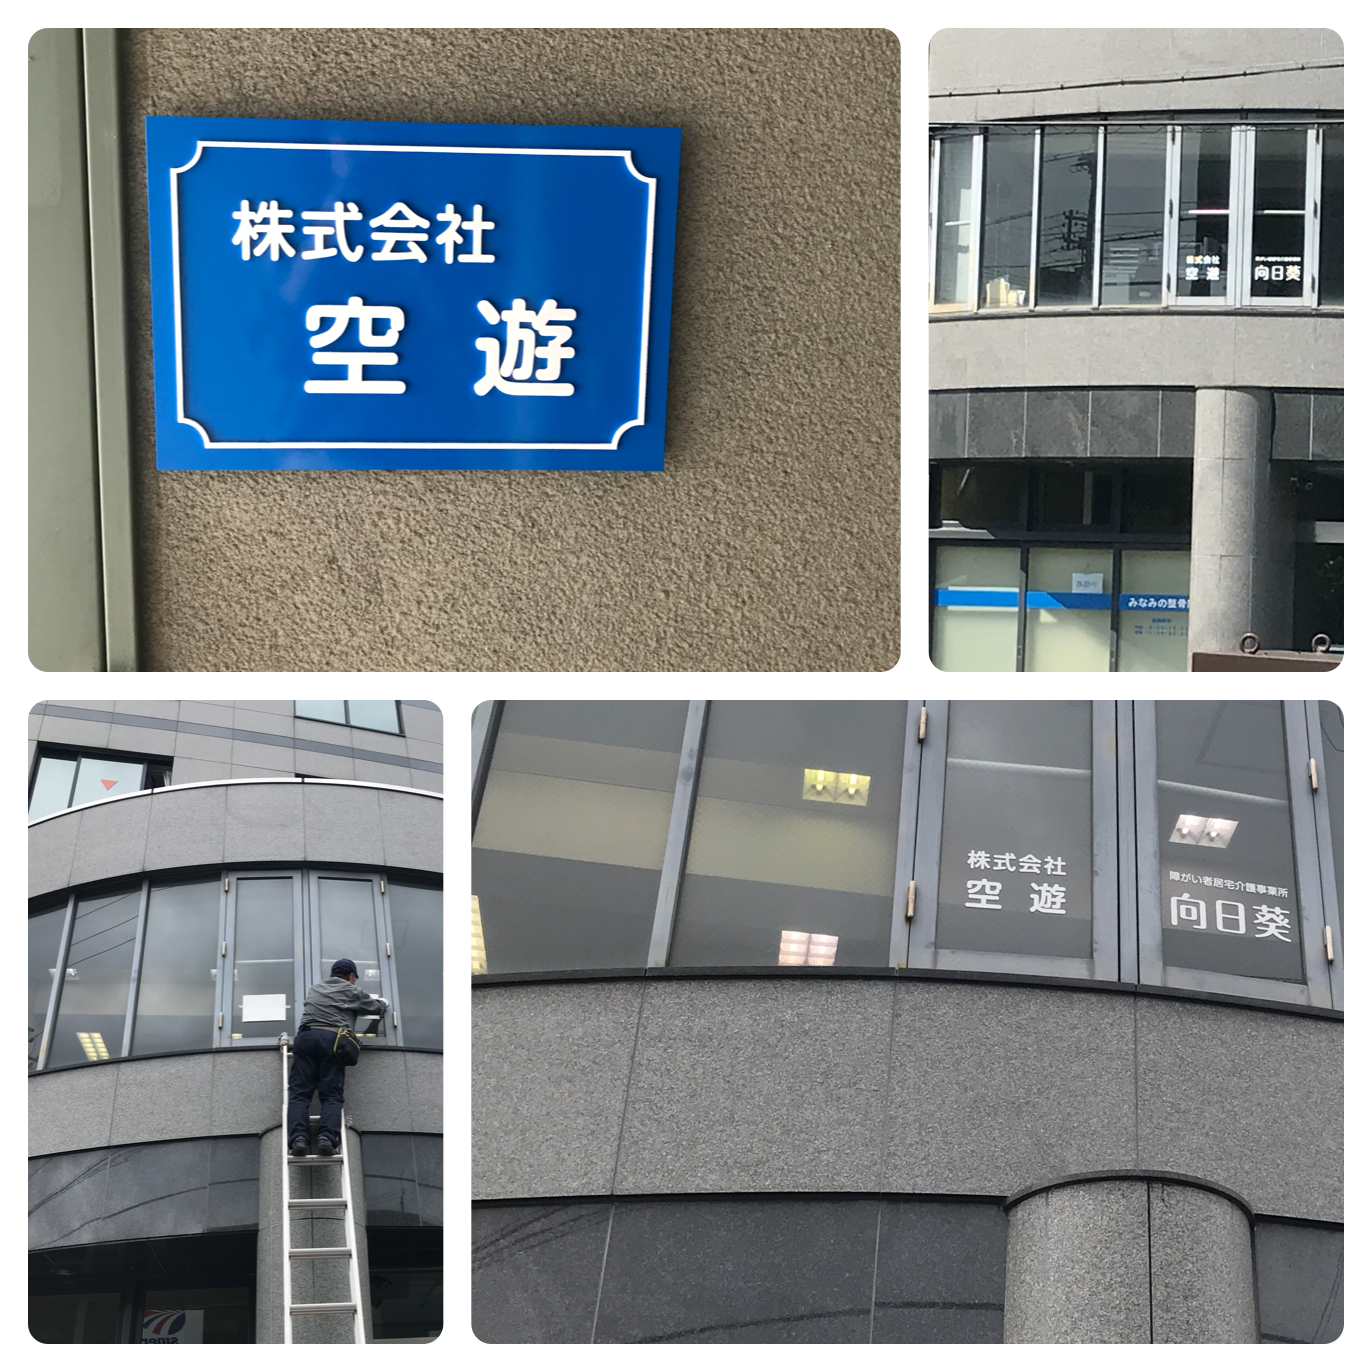 株式会社
空 遊
株式会社
空 遊
向日葵
みなみの整骨
株式会社
空 遊
障がい者居宅介護事業所
向日葵